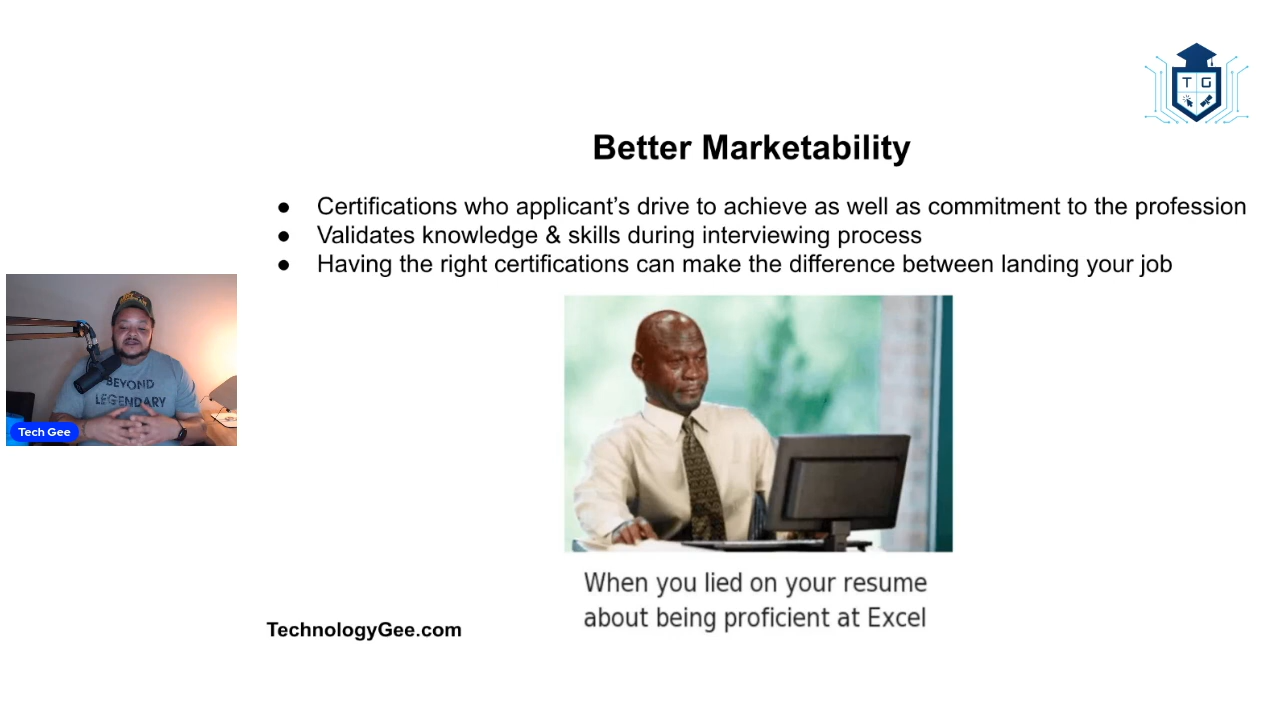 T G
Better Marketability
● Certifications who applicant’s drive to achieve as well as commitment to the profession
● Validates knowledge & skills during interviewing process
● Having the right certifications can make the difference between landing your job
BEYOND
LEGENDARY
Tech Gee
When you lied on your resume
about being proficient at Excel
TechnologyGee.com